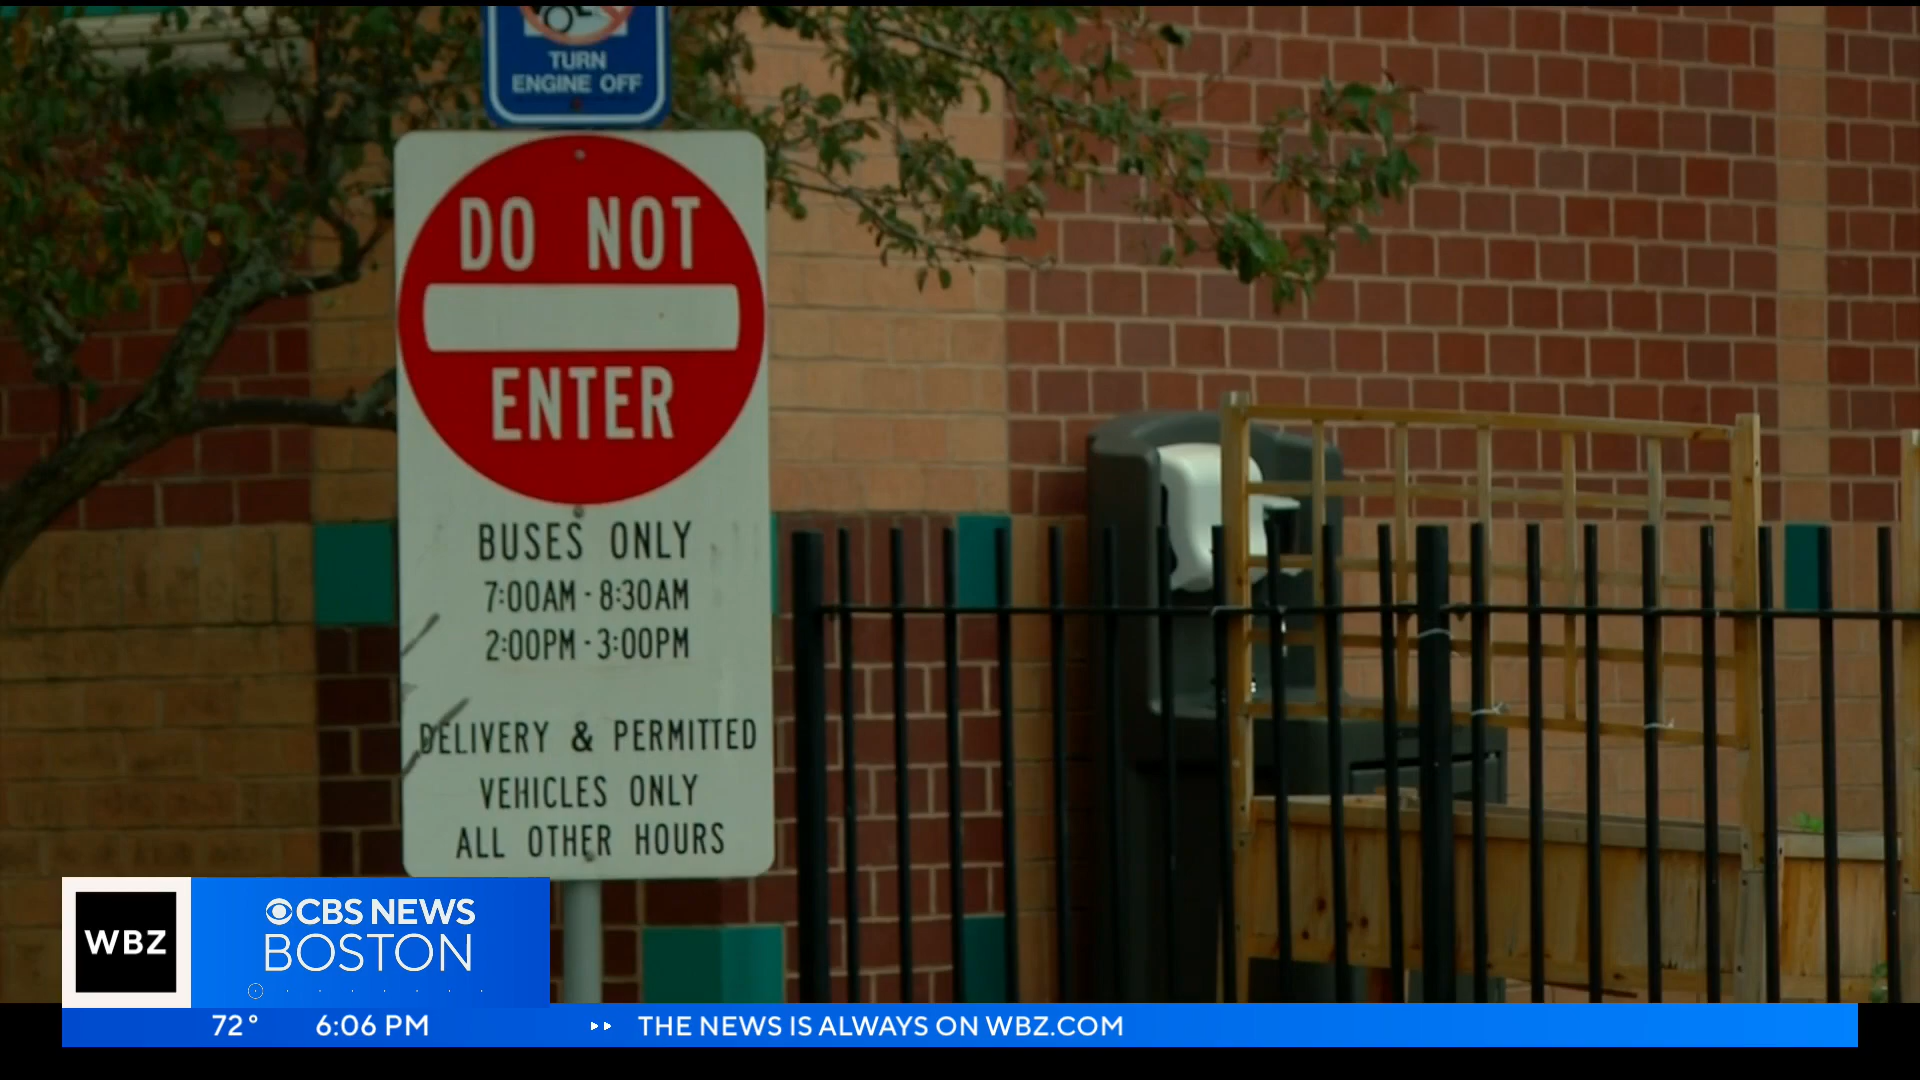 TURN
ENGINE OFF
DO NOT
ENTER
BUSES ONLY
7:00AM - 8:30AM
2:00PM - 3:00PM
DELIVERY & PERMITTED
VEHICLES ONLY
ALL OTHER HOURS
WBZ
CBS NEWS
BOSTON
72° 6:06 PM THE NEWS IS ALWAYS ON WBZ.COM